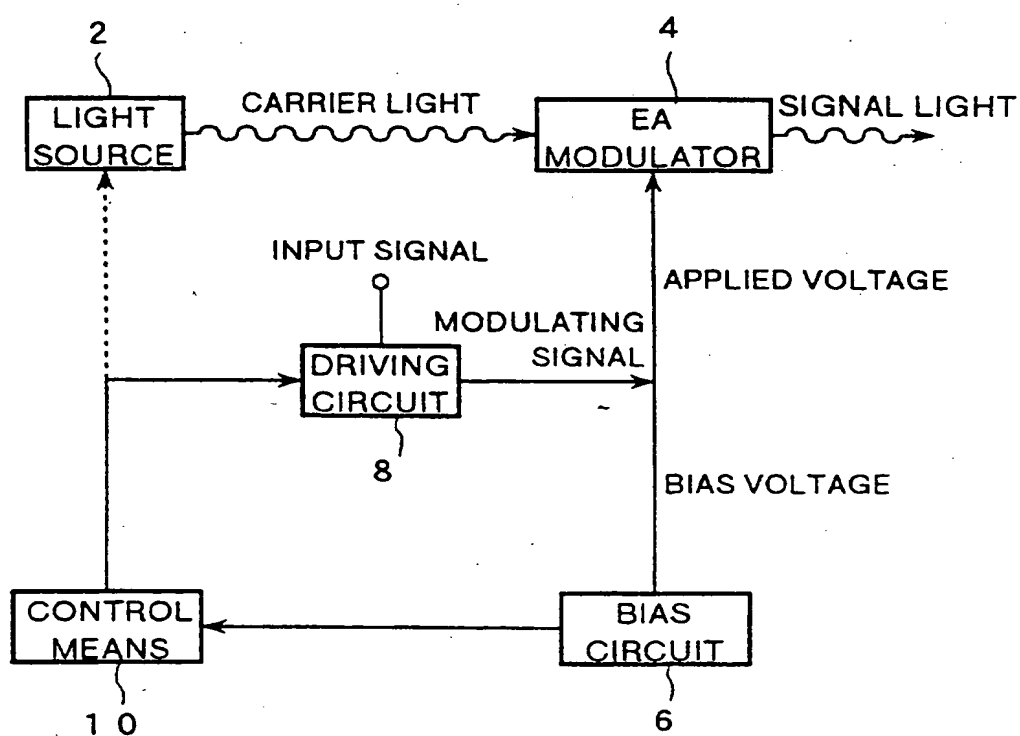 2
4
LIGHT
SOURCE
CARRIER LIGHT
EA
MODULATOR
SIGNAL LIGHT
INPUT SIGNAL
APPLIED VOLTAGE
MODULATING
SIGNAL
DRIVING
CIRCUIT
8
BIAS VOLTAGE
CONTROL
MEANS
BIAS
CIRCUIT
10
6